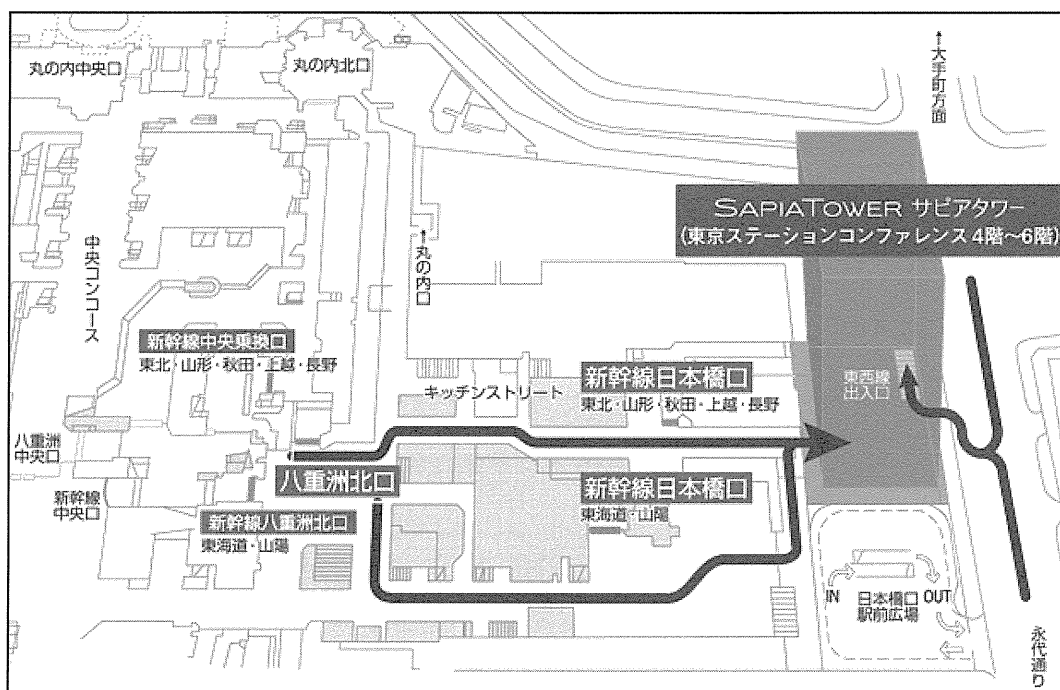 丸の内中央口
丸の内北口
↑大手町方面
SAPIATOWER サピアタワー
(東京ステーションコンファレンス 4階〜6階)
中央コンコース
↑丸の内口
新幹線中央乗換口
東北・山形・秋田・上越・長野
キッチンストリート
新幹線日本橋口
東北・山形・秋田・上越・長野
東西線
出入口
八重洲
中央口
八重洲北口
新幹線日本橋口
東海道・山陽
新幹線
中央口
新幹線八重洲北口
東海道・山陽
IN
日本橋口
駅前広場
OUT
永代通り